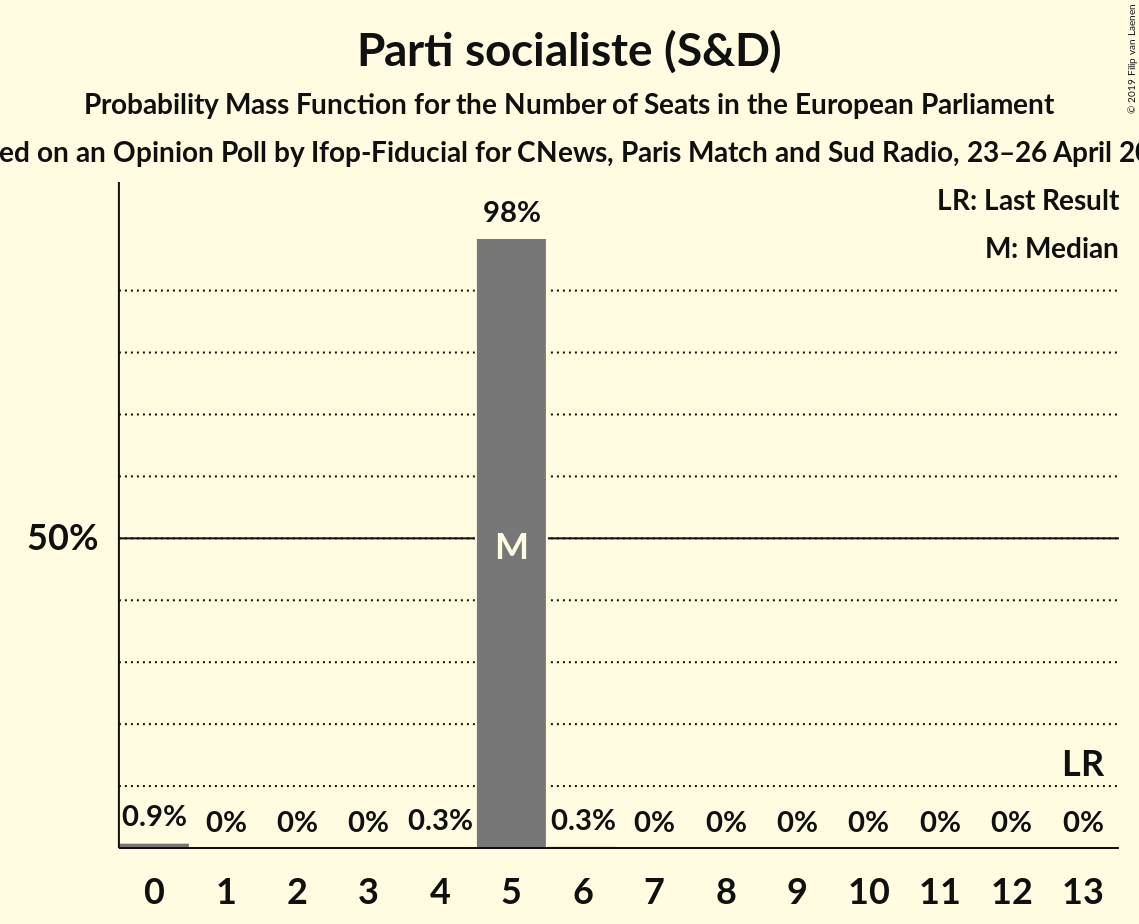 Parti socialiste (S&D)
Probability Mass Function for the Number of Seats in the European Parliament
ed on an Opinion Poll by Ifop-Fiducial for CNews, Paris Match and Sud Radio, 23–26 April 20
© 2019 Filip van Laenen
LR: Last Result
M: Median
98%
50%
M
LR
0.9% 0% 0% 0% 0.3% 0.3% 0% 0% 0% 0% 0% 0% 0%
0 1 2 3 4 5 6 7 8 9 10 11 12 13